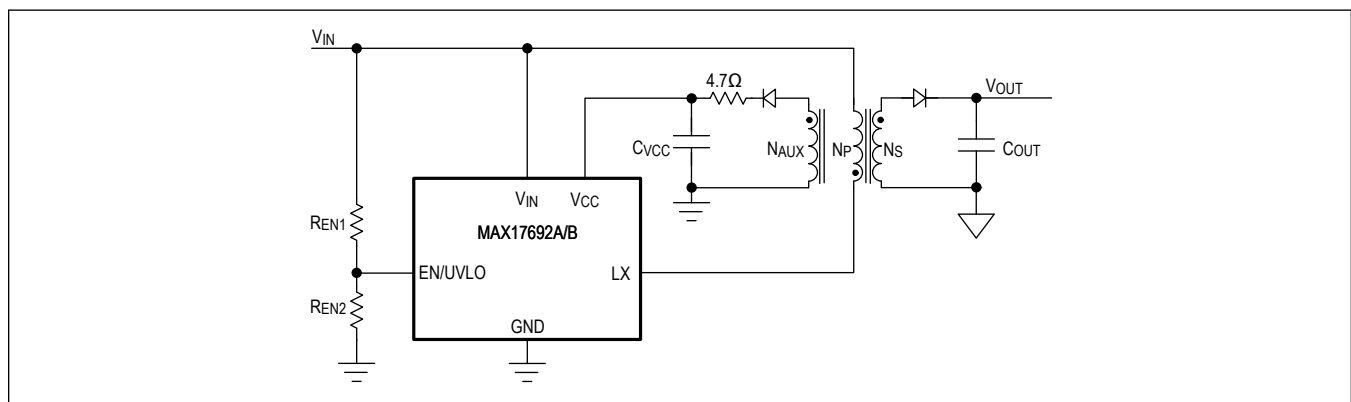 VIN
4.7Ω
VOUT
CVCC
NAUX
NP
NS
COUT
VIN
VCC
REN1
MAX17692A/B
EN/UVLO
LX
REN2
GND